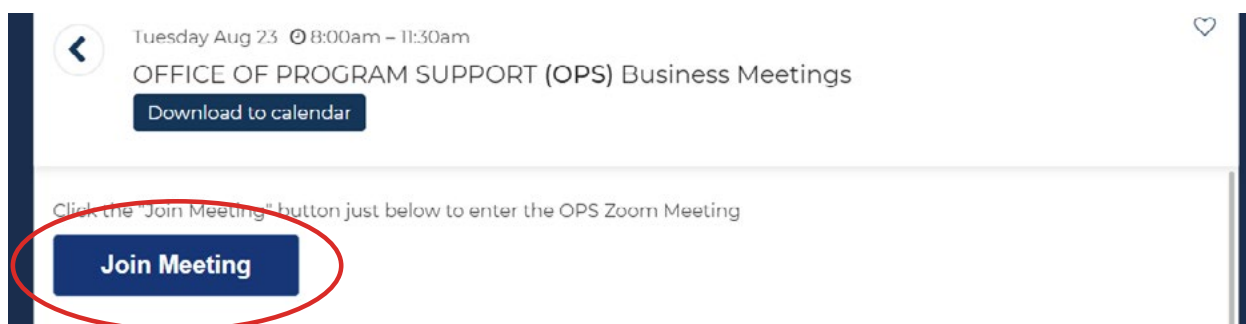 Tuesday Aug 23 8:00am – 11:30am
OFFICE OF PROGRAM SUPPORT (OPS) Business Meetings
Download to calendar
Click the "Join Meeting" button just below to enter the OPS Zoom Meeting
Join Meeting